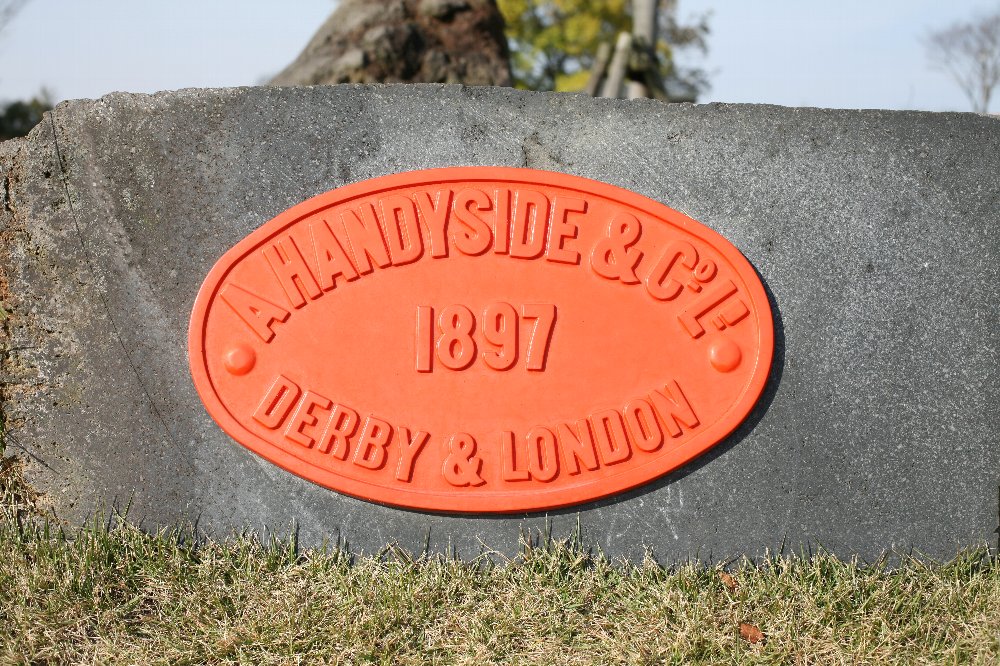 A HANDYSIDE & Co. LD.
1897
DERBY & LONDON